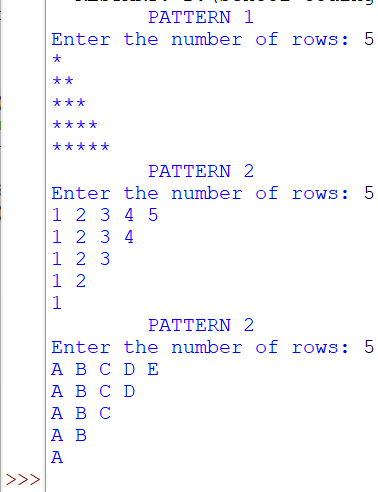 PATTERN 1
Enter the number of rows: 5
*
**
***
****
*****
PATTERN 2
Enter the number of rows: 5
1 2 3 4 5
1 2 3 4
1 2 3
1 2
1
PATTERN 2
Enter the number of rows: 5
A B C D E
A B C D
A B C
A B
A
>>>